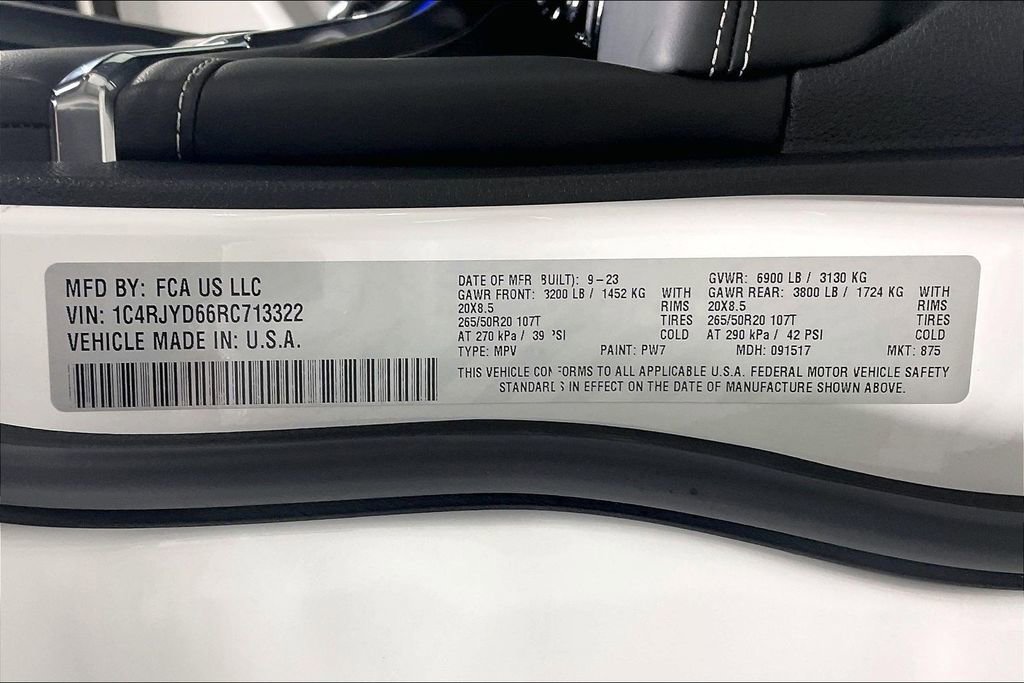 MFD BY: FCA US LLC
VIN: 1C4RJYD66RC713322
VEHICLE MADE IN: U.S.A.
DATE OF MFR BUILT): 9-23
GAWR FRONT: 3200 LB / 1452 KG WITH
20X8.5 RIMS
265/50R20 107T TIRES
AT 270 kPa / 39 PSI COLD
TYPE: MPV PAINT: PW7
GVWR: 6900 LB / 3130 KG
GAWR REAR: 3800 LB / 1724 KG WITH
20X8.5 RIMS
265/50R20 107T TIRES
AT 290 kPa / 42 PSI COLD
MDH: 091517 MKT: 875
THIS VEHICLE CONFORMS TO ALL APPLICABLE U.S.A. FEDERAL MOTOR VEHICLE SAFETY
STANDARDS IN EFFECT ON THE DATE OF MANUFACTURE SHOWN ABOVE.